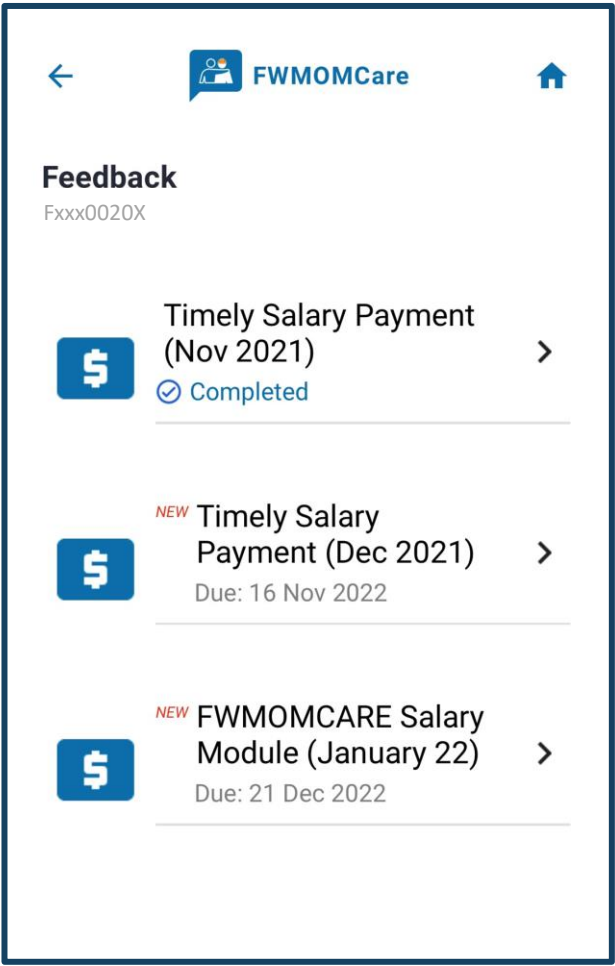 FWMOMCare
Feedback
Fxxx0020X
Timely Salary Payment
(Nov 2021)
Completed
NEW Timely Salary
Payment (Dec 2021)
Due: 16 Nov 2022
NEW FWMOMCARE Salary
Module (January 22)
Due: 21 Dec 2022